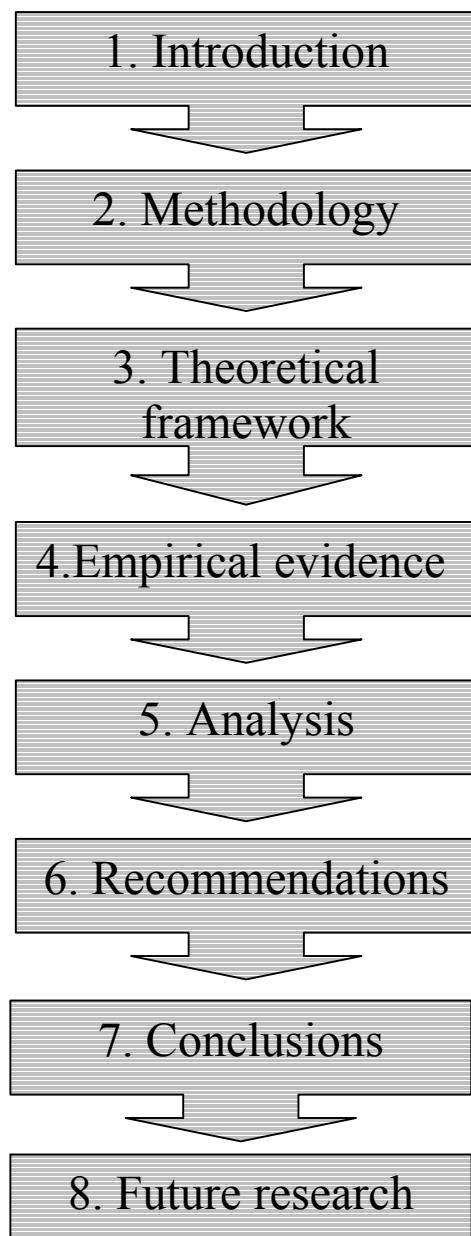 1. Introduction
2. Methodology
3. Theoretical
framework
4.Empirical evidence
5. Analysis
6. Recommendations
7. Conclusions
8. Future research